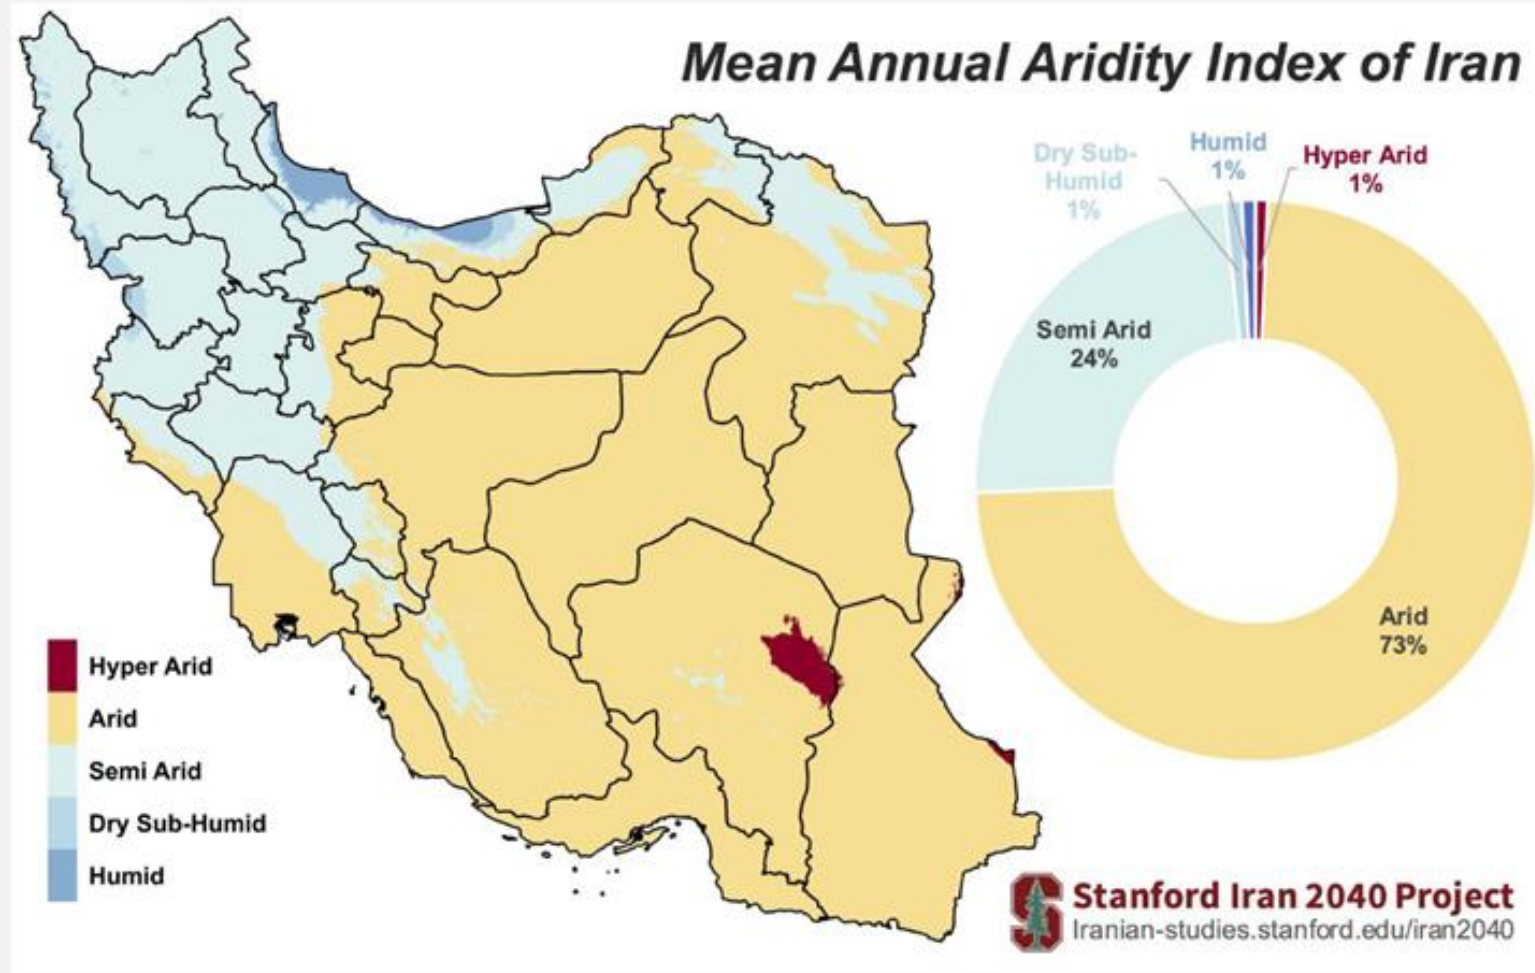 Mean Annual Aridity Index of Iran
Dry Sub-
Humid
1%
Humid
1%
Hyper Arid
1%
Semi Arid
24%
Arid
73%
Hyper Arid
Arid
Semi Arid
Dry Sub-Humid
Humid
Stanford Iran 2040 Project
Iranian-studies.stanford.edu/iran2040